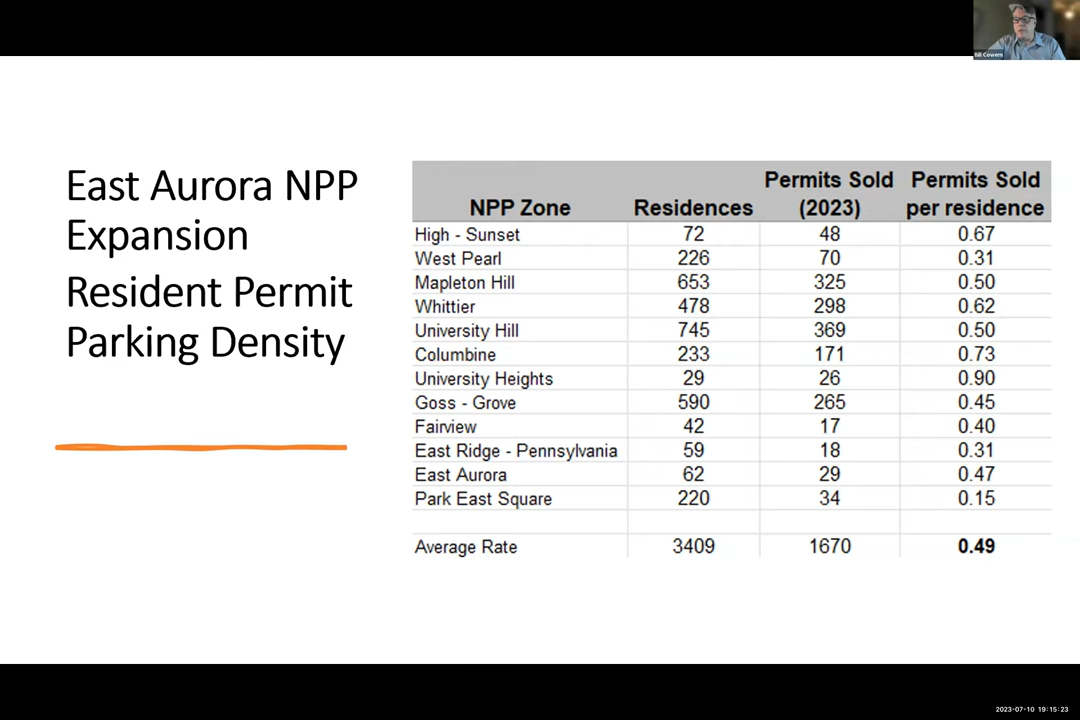 Bill Cowern
East Aurora NPP
Expansion
Resident Permit
Parking Density
NPP Zone Residences Permits Sold (2023) Permits Sold per residence
High - Sunset 72 48 0.67
West Pearl 226 70 0.31
Mapleton Hill 653 325 0.50
Whittier 478 298 0.62
University Hill 745 369 0.50
Columbine 233 171 0.73
University Heights 29 26 0.90
Goss - Grove 590 265 0.45
Fairview 42 17 0.40
East Ridge - Pennsylvania 59 18 0.31
East Aurora 62 29 0.47
Park East Square 220 34 0.15
Average Rate 3409 1670 0.49
2023-07-10 19:15:23